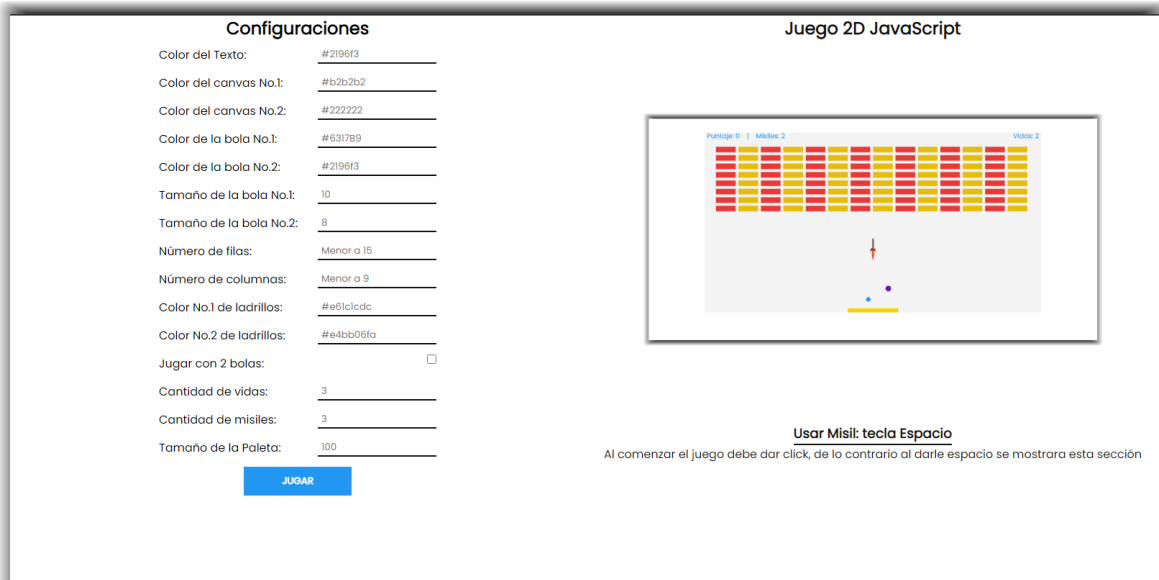 Configuraciones
Color del Texto: #2196f3
Color del canvas No.1: #b2b2b2
Color del canvas No.2: #222222
Color de la bola No.1: #6317B9
Color de la bola No.2: #2196f3
Tamaño de la bola No.1: 10
Tamaño de la bola No.2: 8
Número de filas: Menor a 15
Número de columnas: Menor a 9
Color No.1 de ladrillos: #e61c1cdc
Color No.2 de ladrillos: #e4bb06fa
Jugar con 2 bolas:
Cantidad de vidas: 3
Cantidad de misiles: 3
Tamaño de la Paleta: 100
JUGAR
Juego 2D JavaScript
Puntaje: 0 | Misiles: 2 Vidas: 2
Usar Misil: tecla Espacio
Al comenzar el juego debe dar click, de lo contrario al darle espacio se mostrara esta sección